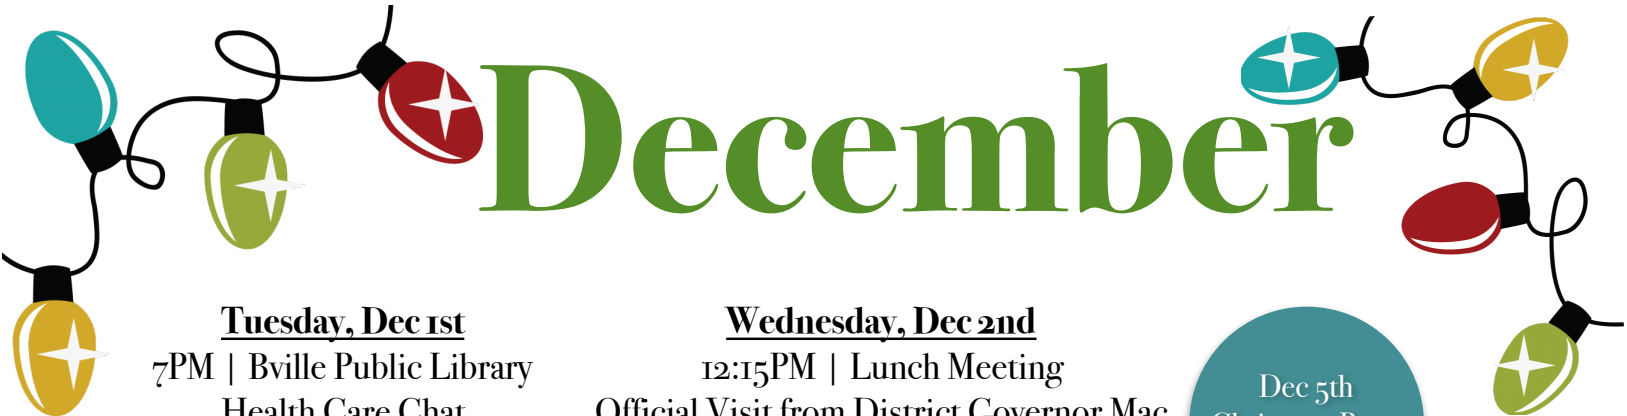 December
Tuesday, Dec 1st
7PM | Bville Public Library
Health Care Chat
Wednesday, Dec 2nd
12:15PM | Lunch Meeting
Official Visit from District Governor Mac
Dec 5th